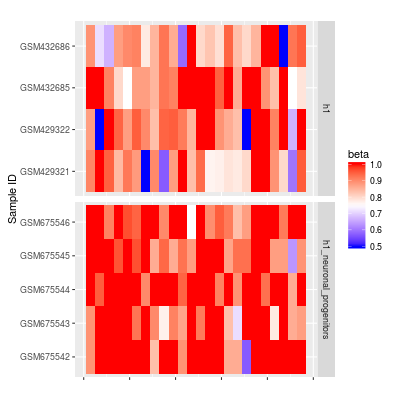 GSM432686
GSM432685
GSM429322
GSM429321
h1
GSM675546
GSM675545
GSM675544
GSM675543
GSM675542
h1_neuronal_progenitors
Sample ID
beta
1.0
0.9
0.8
0.7
0.6
0.5